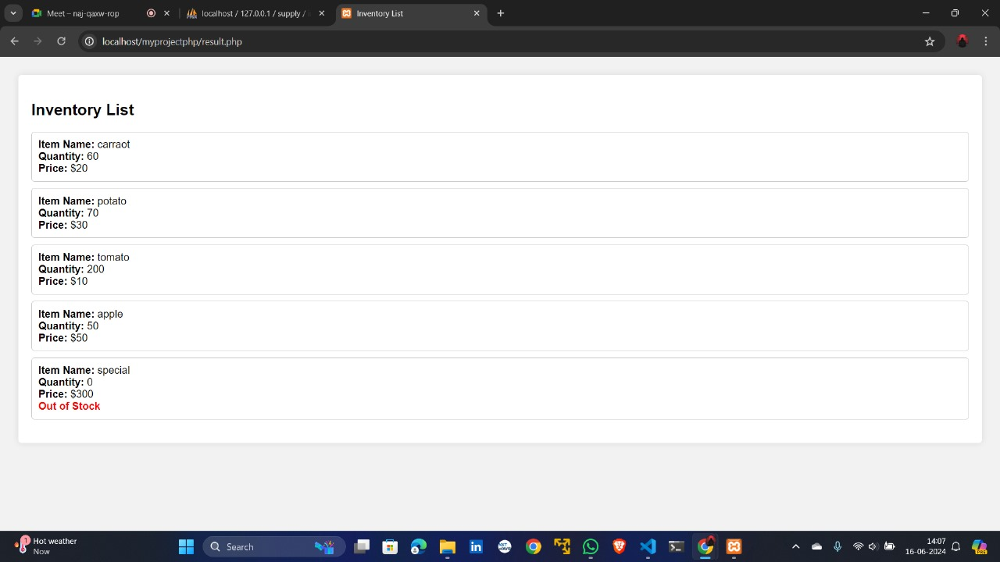 Meet – naj-qaxw-rop
localhost / 127.0.0.1 / supply /
Inventory List
localhost/myprojectphp/result.php
Inventory List
Item Name: carraot
Quantity: 60
Price: $20
Item Name: potato
Quantity: 70
Price: $30
Item Name: tomato
Quantity: 200
Price: $10
Item Name: apple
Quantity: 50
Price: $50
Item Name: special
Quantity: 0
Price: $300
Out of Stock
1
Hot weather
Now
Search
14:07
16-06-2024